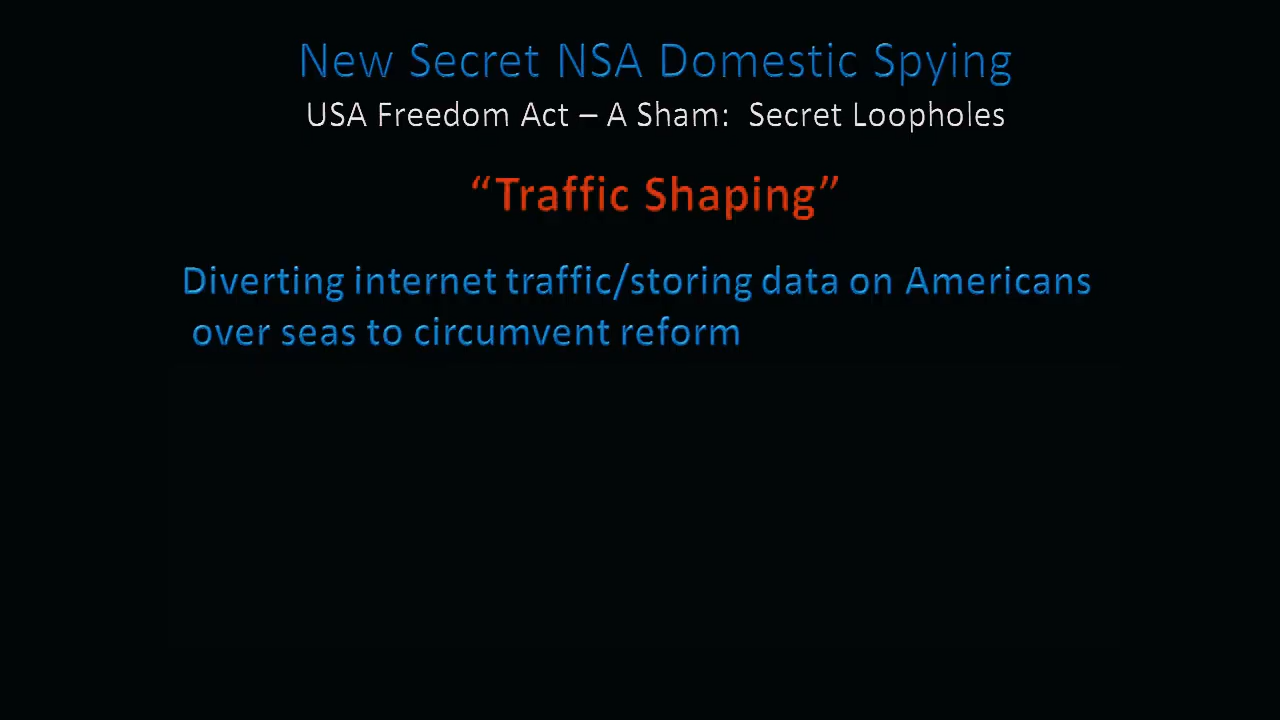 New Secret NSA Domestic Spying
USA Freedom Act – A Sham:  Secret Loopholes
“Traffic Shaping”
Diverting internet traffic/storing data on Americans
over seas to circumvent reform